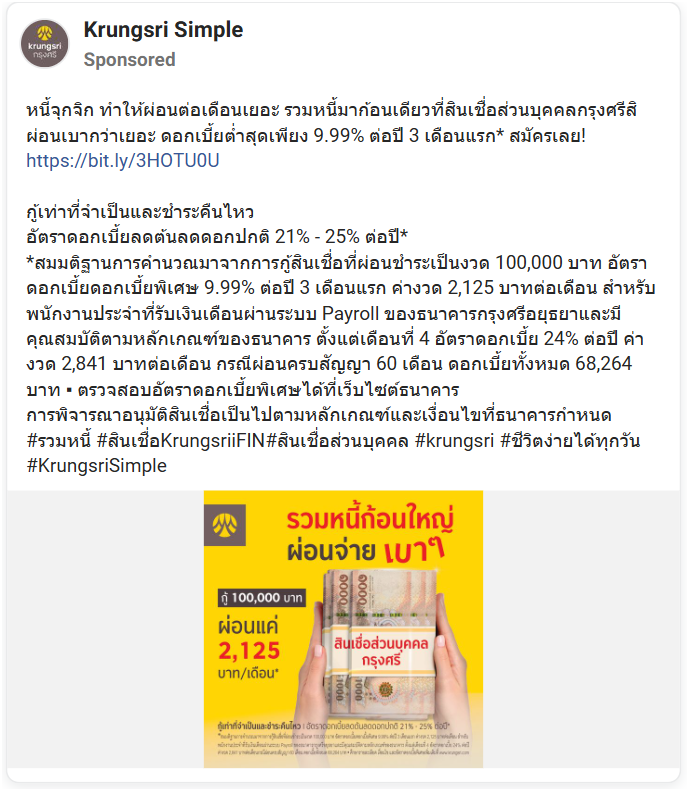 krungsri
กรุงศรี
Krungsri Simple
Sponsored
หนี้จุกจิก ทำให้ผ่อนต่อเดือนเยอะ รวมหนี้มาก้อนเดียวที่สินเชื่อส่วนบุคคลกรุงศรีสิ
ผ่อนเบากว่าเยอะ ดอกเบี้ยต่ำสุดเพียง 9.99% ต่อปี 3 เดือนแรก* สมัครเลย!
https://bit.ly/3HOTU0U
กู้เท่าที่จำเป็นและชำระคืนไหว
อัตราดอกเบี้ยลดต้นลดดอกปกติ 21% - 25% ต่อปี*
*สมมติฐานการคำนวณมาจากการกู้สินเชื่อที่ผ่อนชำระเป็นงวด 100,000 บาท อัตรา
ดอกเบี้ยดอกเบี้ยพิเศษ 9.99% ต่อปี 3 เดือนแรก ค่างวด 2,125 บาทต่อเดือน สำหรับ
พนักงานประจำที่รับเงินเดือนผ่านระบบ Payroll ของธนาคารกรุงศรีอยุธยาและมี
คุณสมบัติตามหลักเกณฑ์ของธนาคาร ตั้งแต่เดือนที่ 4 อัตราดอกเบี้ย 24% ต่อปี ค่า
งวด 2,841 บาทต่อเดือน กรณีผ่อนครบสัญญา 60 เดือน ดอกเบี้ยทั้งหมด 68,264
บาท ▪ ตรวจสอบอัตราดอกเบี้ยพิเศษได้ที่เว็บไซต์ธนาคาร
การพิจารณาอนุมัติสินเชื่อเป็นไปตามหลักเกณฑ์และเงื่อนไขที่ธนาคารกำหนด
#รวมหนี้ #สินเชื่อKrungsriiFIN#สินเชื่อส่วนบุคคล #krungsri #ชีวิตง่ายได้ทุกวัน
#KrungsriSimple
รวมหนี้ก้อนใหญ่
ผ่อนจ่าย เบาๆ
กู้ 100,000 บาท
ผ่อนแค่
2,125
บาท/เดือน*
สินเชื่อส่วนบุคคล
กรุงศรี
1000
กู้เท่าที่จำเป็นและชำระคืนไหว | อัตราดอกเบี้ยลดต้นลดดอกปกติ 21% - 25% ต่อปี*